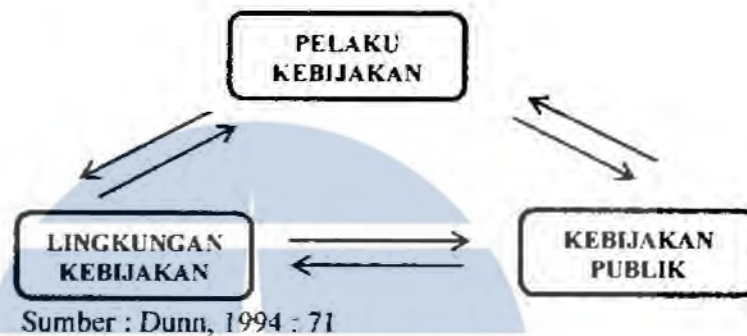 PELAKU
KEBIJAKAN
LINGKUNGAN
KEBIJAKAN
KEBIJAKAN
PUBLIK
Sumber : Dunn, 1994 : 71